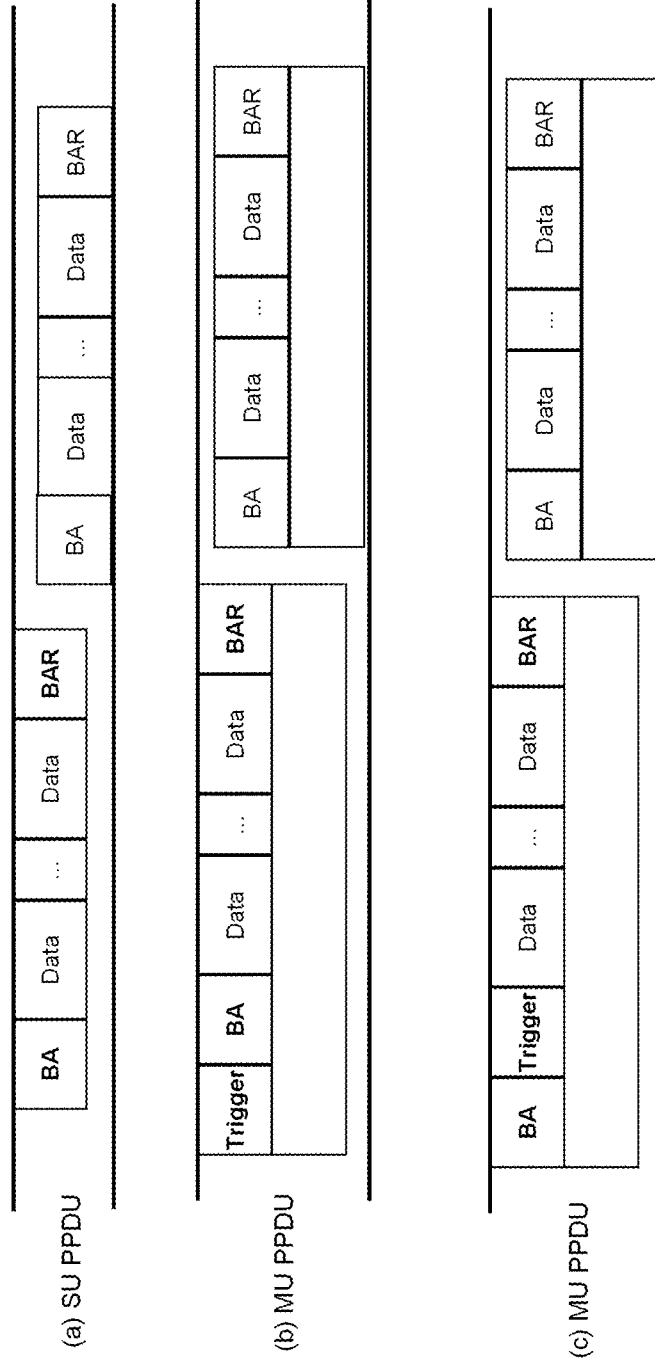 (a) SU PPDU
BA Data ... Data BAR
BA Data ... Data BAR
(b) MU PPDU
Trigger BA Data ... Data BAR
BA Data ... Data BAR
(c) MU PPDU
BA Trigger Data ... Data BAR
BA Data ... Data BAR